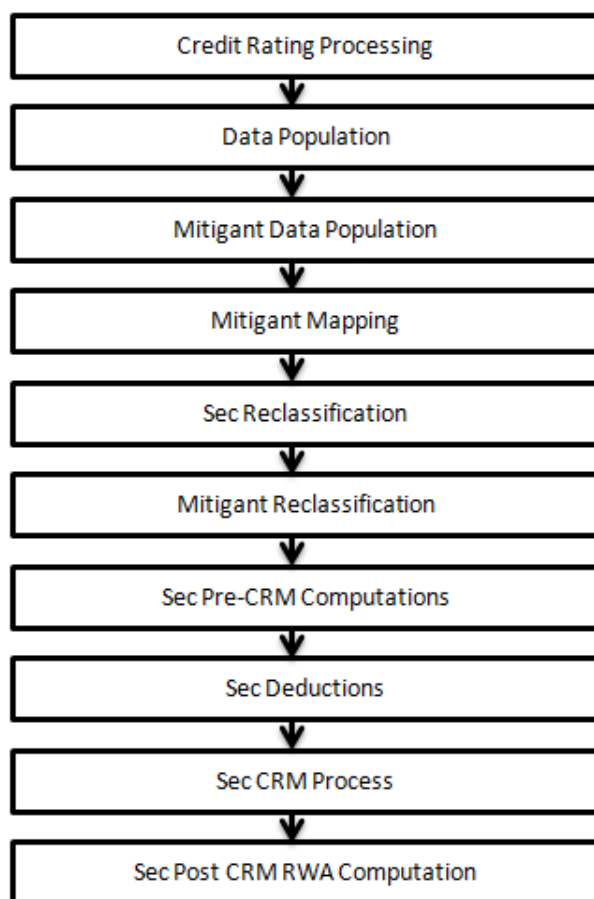 Credit Rating Processing
Data Population
Mitigant Data Population
Mitigant Mapping
Sec Reclassification
Mitigant Reclassification
Sec Pre-CRM Computations
Sec Deductions
Sec CRM Process
Sec Post CRM RWA Computation